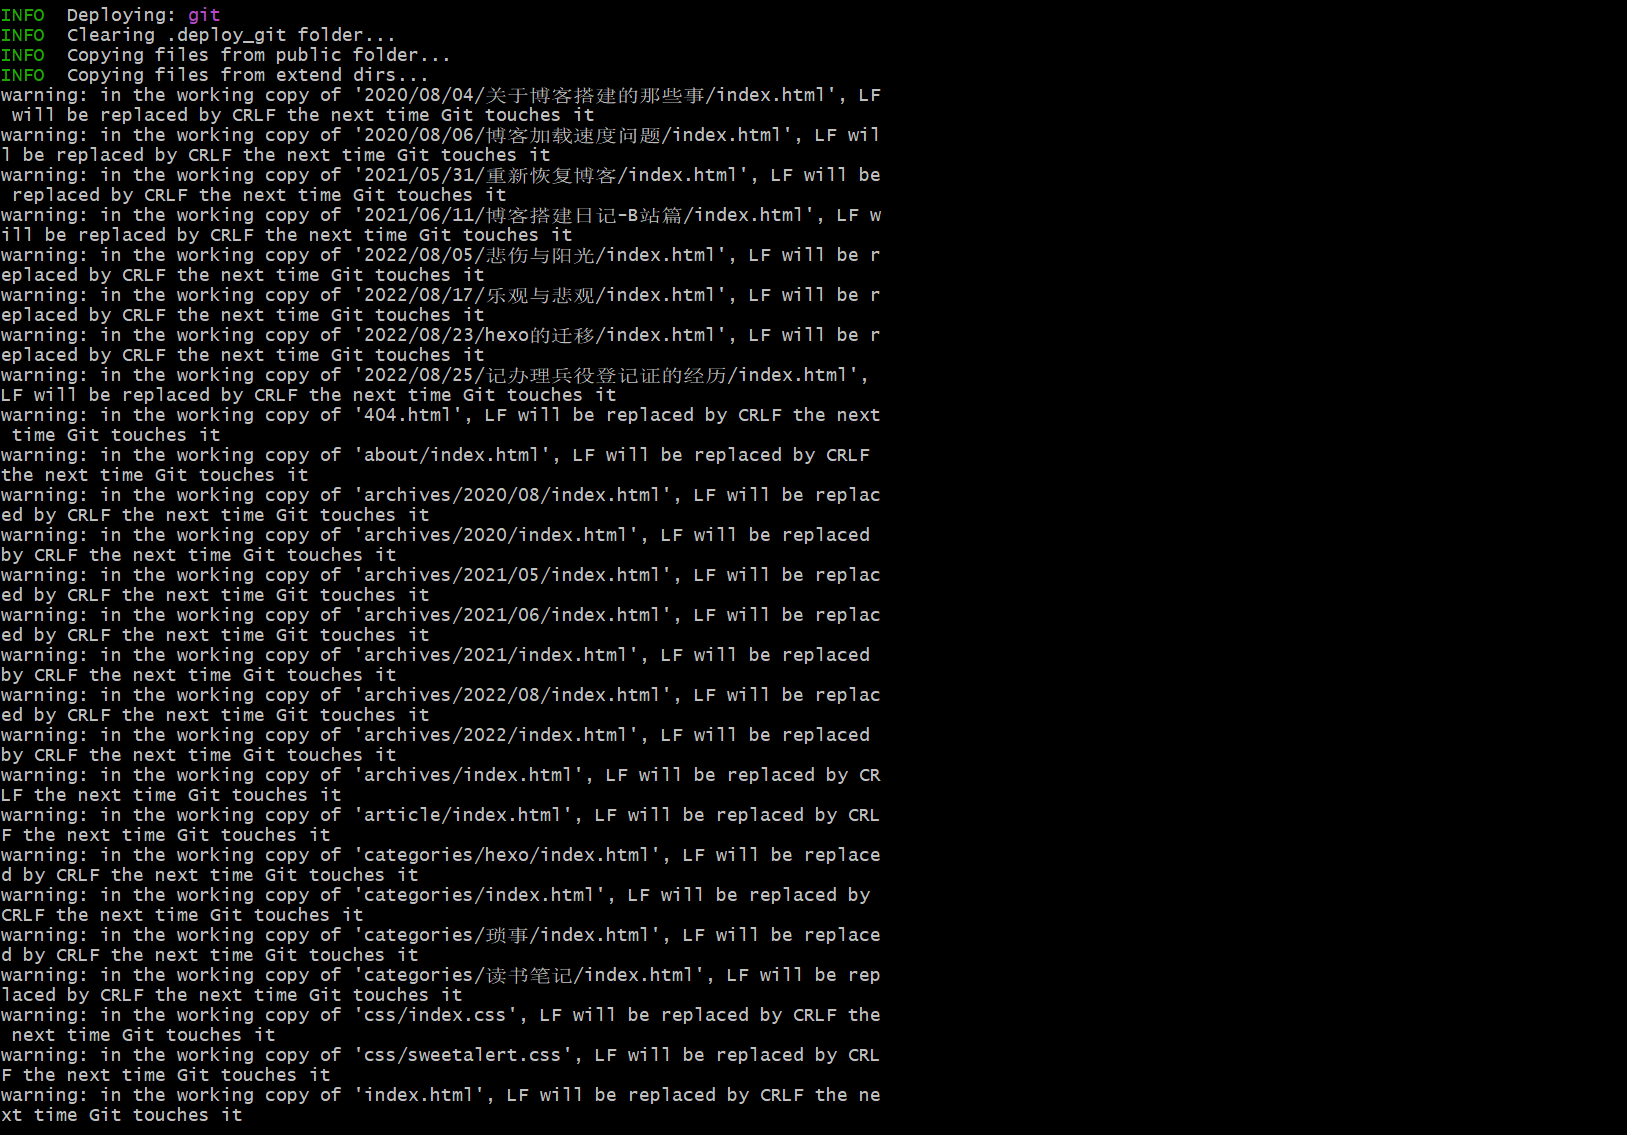 INFO  Deploying: git
INFO  Clearing .deploy_git folder...
INFO  Copying files from public folder...
INFO  Copying files from extend dirs...
warning: in the working copy of '2020/08/04/关于博客搭建的那些事/index.html', LF
 will be replaced by CRLF the next time Git touches it
warning: in the working copy of '2020/08/06/博客加载速度问题/index.html', LF wil
l be replaced by CRLF the next time Git touches it
warning: in the working copy of '2021/05/31/重新恢复博客/index.html', LF will be
 replaced by CRLF the next time Git touches it
warning: in the working copy of '2021/06/11/博客搭建日记-B站篇/index.html', LF w
ill be replaced by CRLF the next time Git touches it
warning: in the working copy of '2022/08/05/悲伤与阳光/index.html', LF will be r
eplaced by CRLF the next time Git touches it
warning: in the working copy of '2022/08/17/乐观与悲观/index.html', LF will be r
eplaced by CRLF the next time Git touches it
warning: in the working copy of '2022/08/23/hexo的迁移/index.html', LF will be r
eplaced by CRLF the next time Git touches it
warning: in the working copy of '2022/08/25/记办理兵役登记证的经历/index.html',
LF will be replaced by CRLF the next time Git touches it
warning: in the working copy of '404.html', LF will be replaced by CRLF the next
 time Git touches it
warning: in the working copy of 'about/index.html', LF will be replaced by CRLF
the next time Git touches it
warning: in the working copy of 'archives/2020/08/index.html', LF will be replac
ed by CRLF the next time Git touches it
warning: in the working copy of 'archives/2020/index.html', LF will be replaced
by CRLF the next time Git touches it
warning: in the working copy of 'archives/2021/05/index.html', LF will be replac
ed by CRLF the next time Git touches it
warning: in the working copy of 'archives/2021/06/index.html', LF will be replac
ed by CRLF the next time Git touches it
warning: in the working copy of 'archives/2021/index.html', LF will be replaced
by CRLF the next time Git touches it
warning: in the working copy of 'archives/2022/08/index.html', LF will be replac
ed by CRLF the next time Git touches it
warning: in the working copy of 'archives/2022/index.html', LF will be replaced
by CRLF the next time Git touches it
warning: in the working copy of 'archives/index.html', LF will be replaced by CR
LF the next time Git touches it
warning: in the working copy of 'article/index.html', LF will be replaced by CRL
F the next time Git touches it
warning: in the working copy of 'categories/hexo/index.html', LF will be replace
d by CRLF the next time Git touches it
warning: in the working copy of 'categories/index.html', LF will be replaced by
CRLF the next time Git touches it
warning: in the working copy of 'categories/琐事/index.html', LF will be replace
d by CRLF the next time Git touches it
warning: in the working copy of 'categories/读书笔记/index.html', LF will be rep
laced by CRLF the next time Git touches it
warning: in the working copy of 'css/index.css', LF will be replaced by CRLF the
 next time Git touches it
warning: in the working copy of 'css/sweetalert.css', LF will be replaced by CRL
F the next time Git touches it
warning: in the working copy of 'index.html', LF will be replaced by CRLF the ne
xt time Git touches it